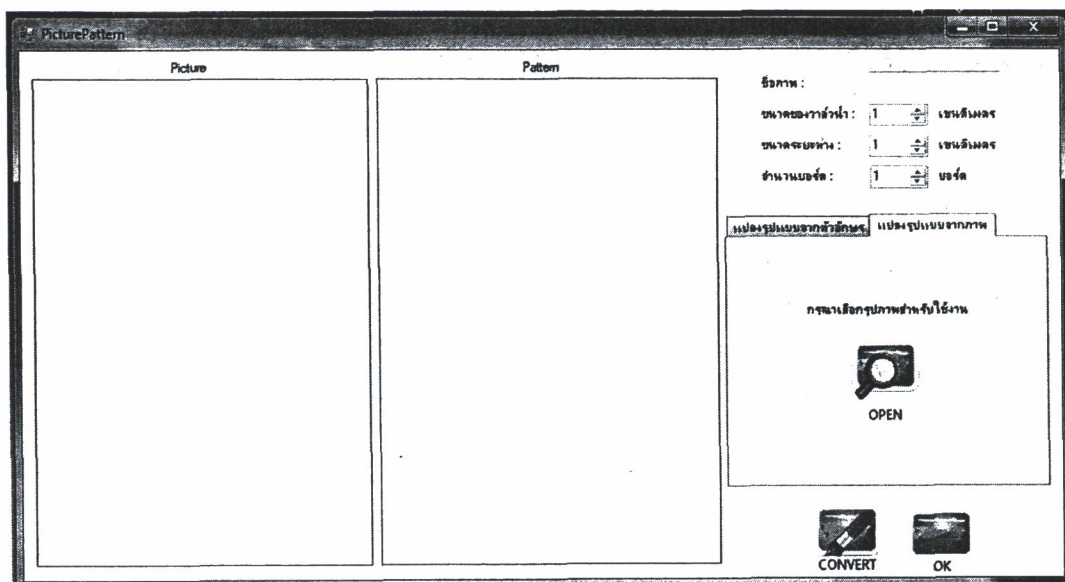 PicturePattern
Picture
Pattern
ชื่อภาพ :
ขนาดของวาล์วน้ำ : 1 เซนติเมตร
ขนาดระยะห่าง : 1 เซนติเมตร
จำนวนบอร์ด : 1 บอร์ด
แปลงรูปแบบจากตัวอักษร แปลงรูปแบบจากภาพ
กรุณาเลือกรูปภาพสำหรับใช้งาน
OPEN
CONVERT OK